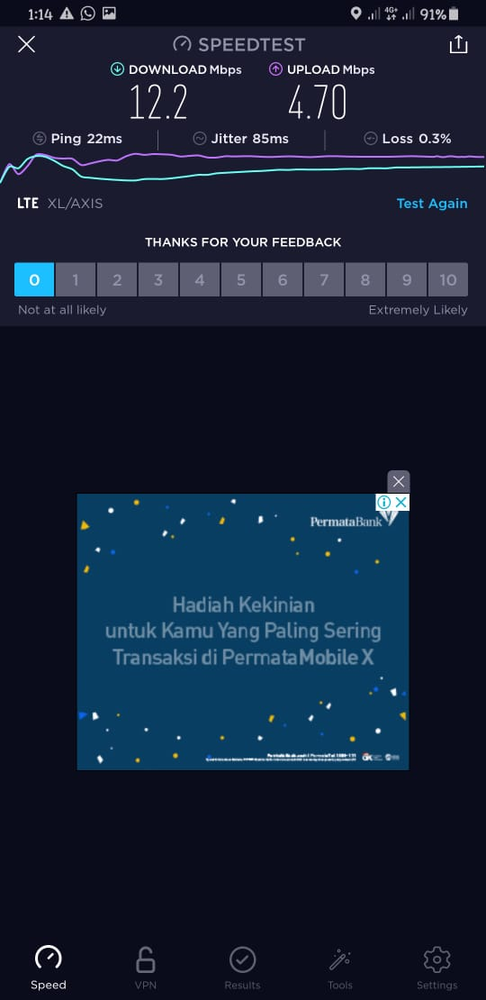 1:14
4G+
91%
SPEEDTEST
DOWNLOAD Mbps
UPLOAD Mbps
12.2
4.70
Ping 22ms
Jitter 85ms
Loss 0.3%
LTE XL/AXIS
Test Again
THANKS FOR YOUR FEEDBACK
0 1 2 3 4 5 6 7 8 9 10
Not at all likely
Extremely Likely
PermataBank
Hadiah Kekinian
untuk Kamu Yang Paling Sering
Transaksi di PermataMobile X
Speed
VPN
Results
Tools
Settings